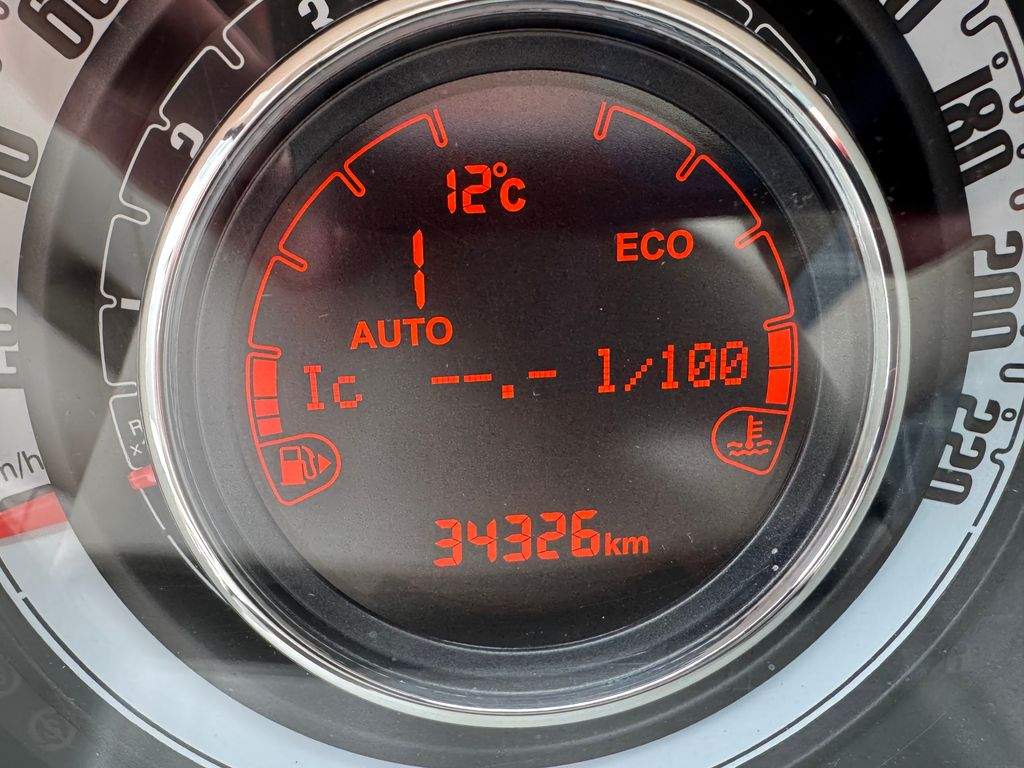 12°C
1
ECO
AUTO
Ic --.- l/100
34326km
180
200
220